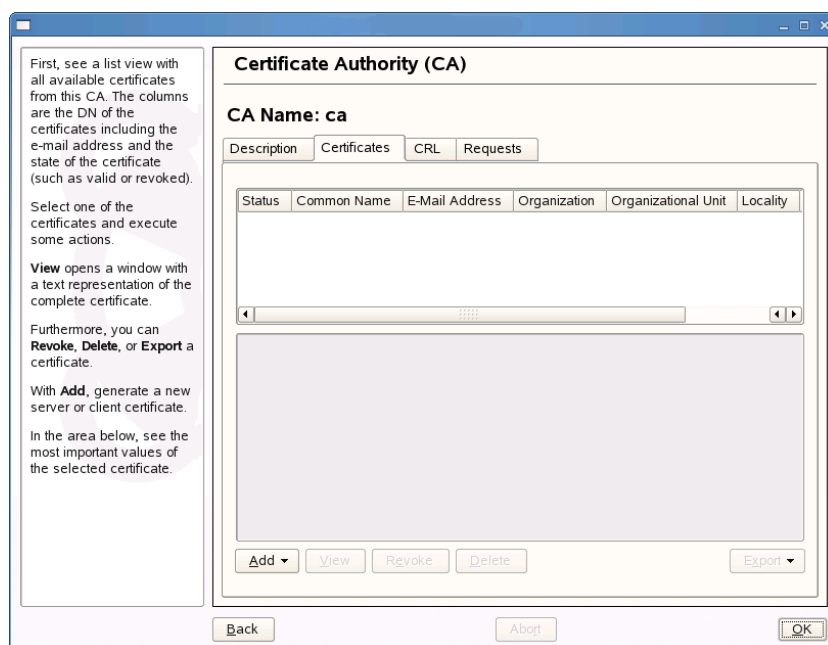 First, see a list view with
all available certificates
from this CA. The columns
are the DN of the
certificates including the
e-mail address and the
state of the certificate
(such as valid or revoked).
Select one of the
certificates and execute
some actions.
View opens a window with
a text representation of the
complete certificate.
Furthermore, you can
Revoke, Delete, or Export a
certificate.
With Add, generate a new
server or client certificate.
In the area below, see the
most important values of
the selected certificate.
Certificate Authority (CA)
CA Name: ca
Description Certificates CRL Requests
Status Common Name E-Mail Address Organization Organizational Unit Locality
Add View Revoke Delete Export
Back Abort OK